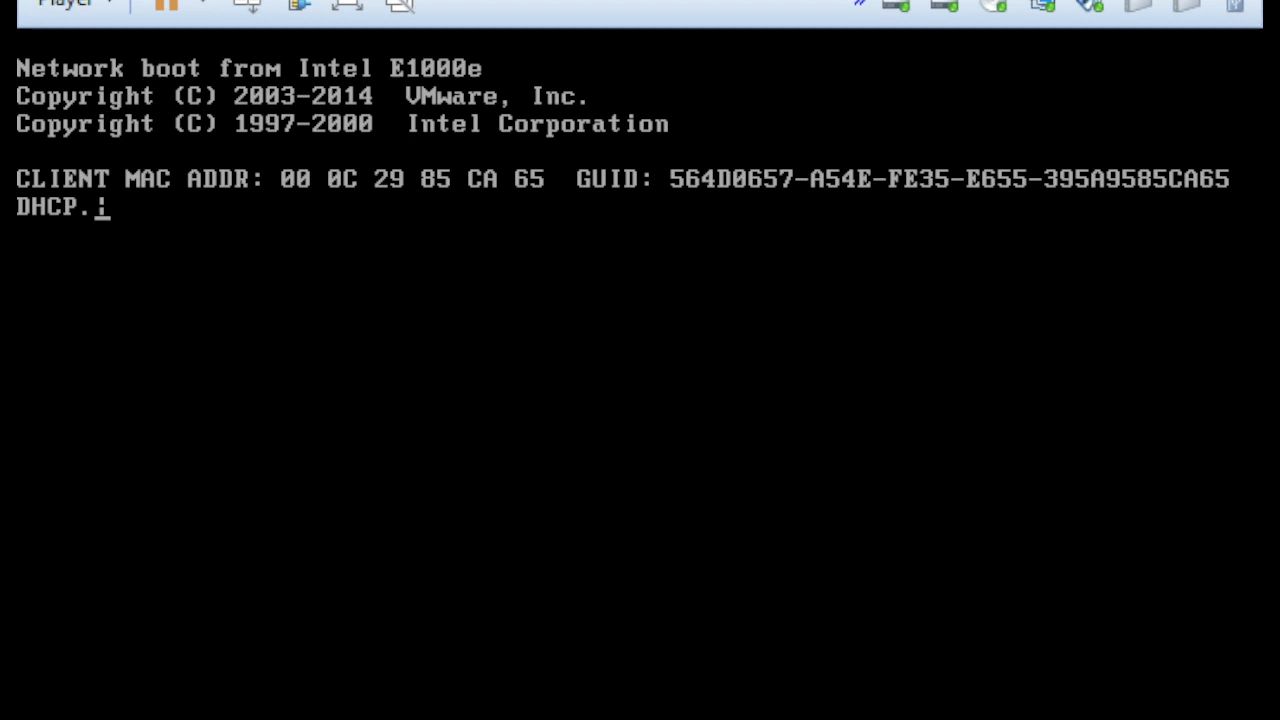 Player
Network boot from Intel E1000e
Copyright (C) 2003-2014  VMware, Inc.
Copyright (C) 1997-2000  Intel Corporation
CLIENT MAC ADDR: 00 0C 29 85 CA 65  GUID: 564D0657-A54E-FE35-E655-395A9585CA65
DHCP.¦